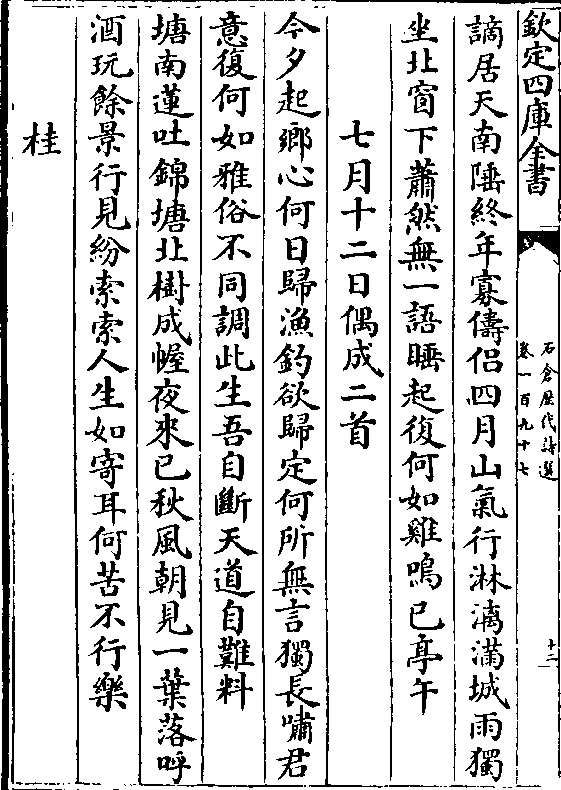 欽定四庫全書
石倉歷代詩選
卷一百九十七
十二
謫居天南陲終年寡儔侶四月山氣行淋漓滿城雨獨
坐北窗下蕭然無一語睡起復何如雞鳴已亭午
七月十二日偶成二首
今夕起鄉心何日歸漁釣欲歸定何所無言獨長嘯君
意復何如雅俗不同調此生吾自斷天道自難料
塘南蓮吐錦塘北樹成幄夜來已秋風朝見一葉落呼
酒玩餘景行見紛索索人生如寄耳何苦不行樂
桂